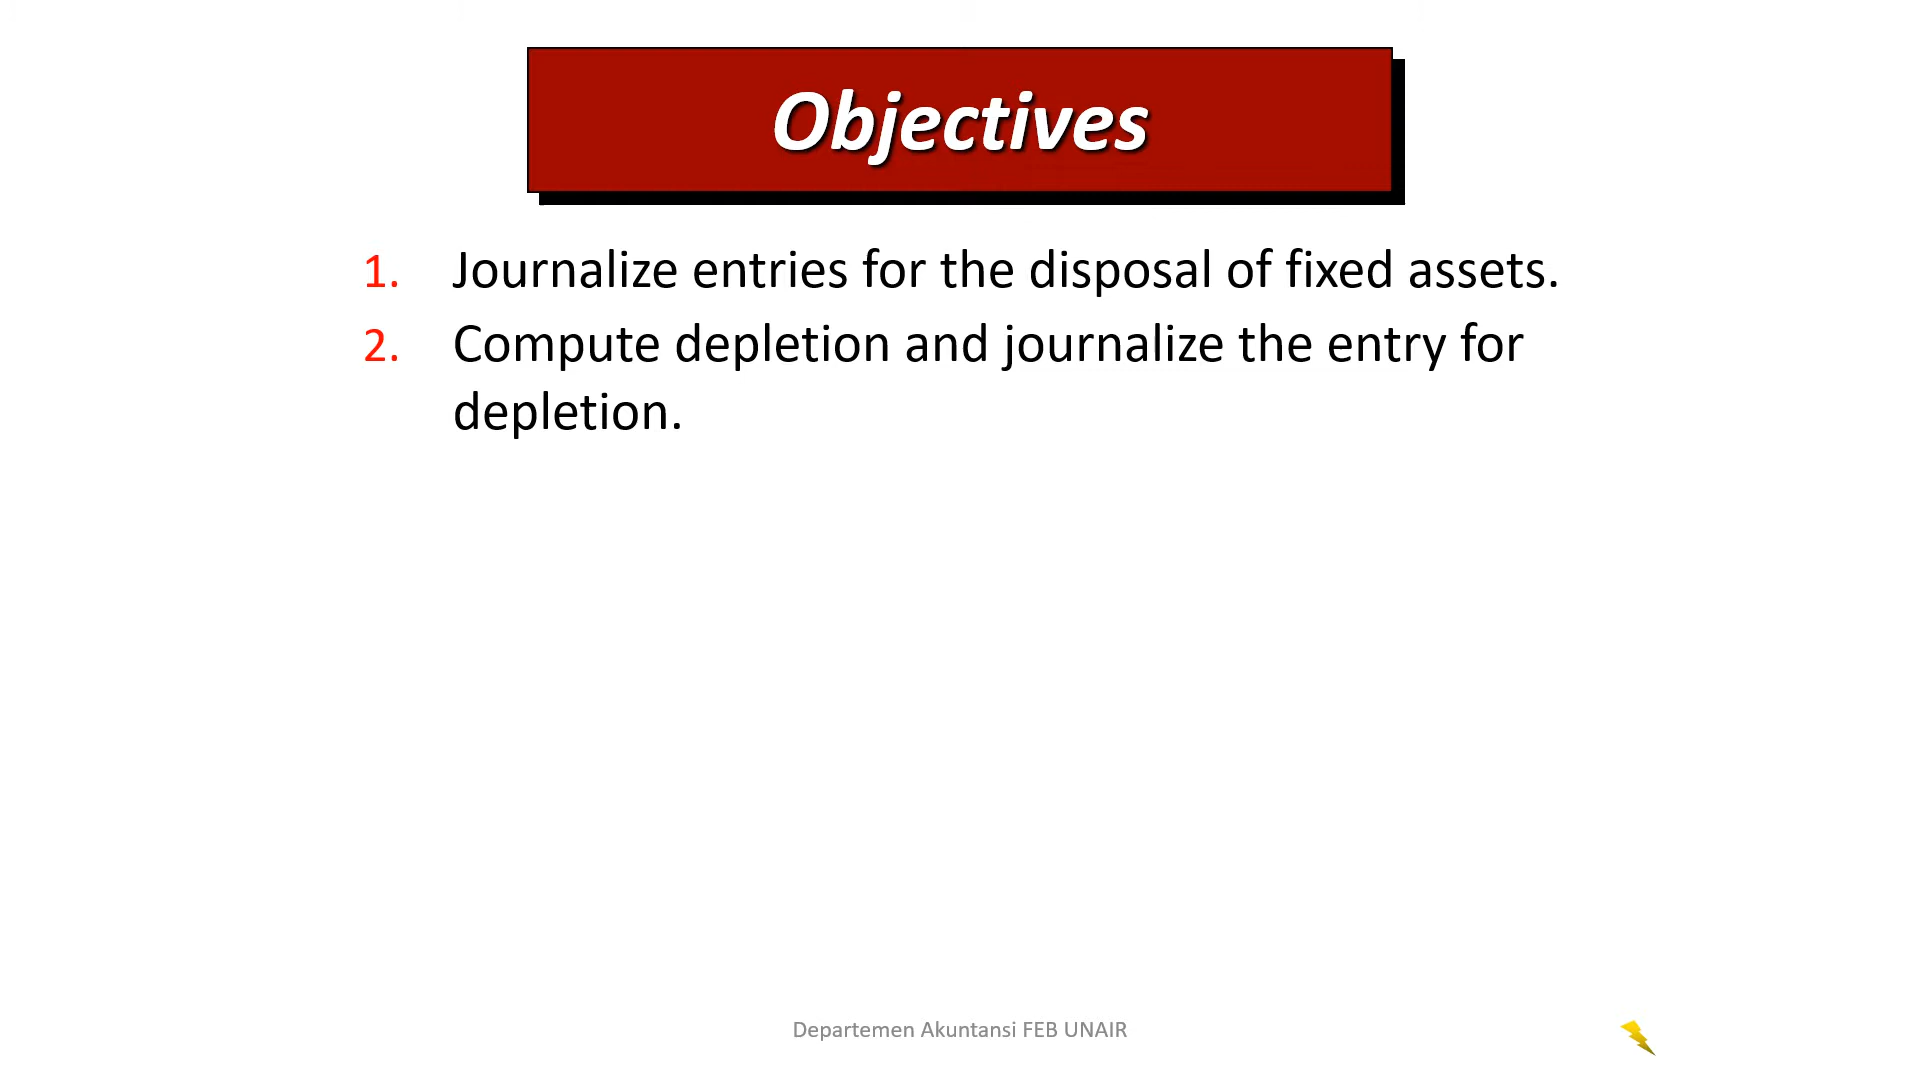 Objectives
1. Journalize entries for the disposal of fixed assets.
2. Compute depletion and journalize the entry for
depletion.
Departemen Akuntansi FEB UNAIR